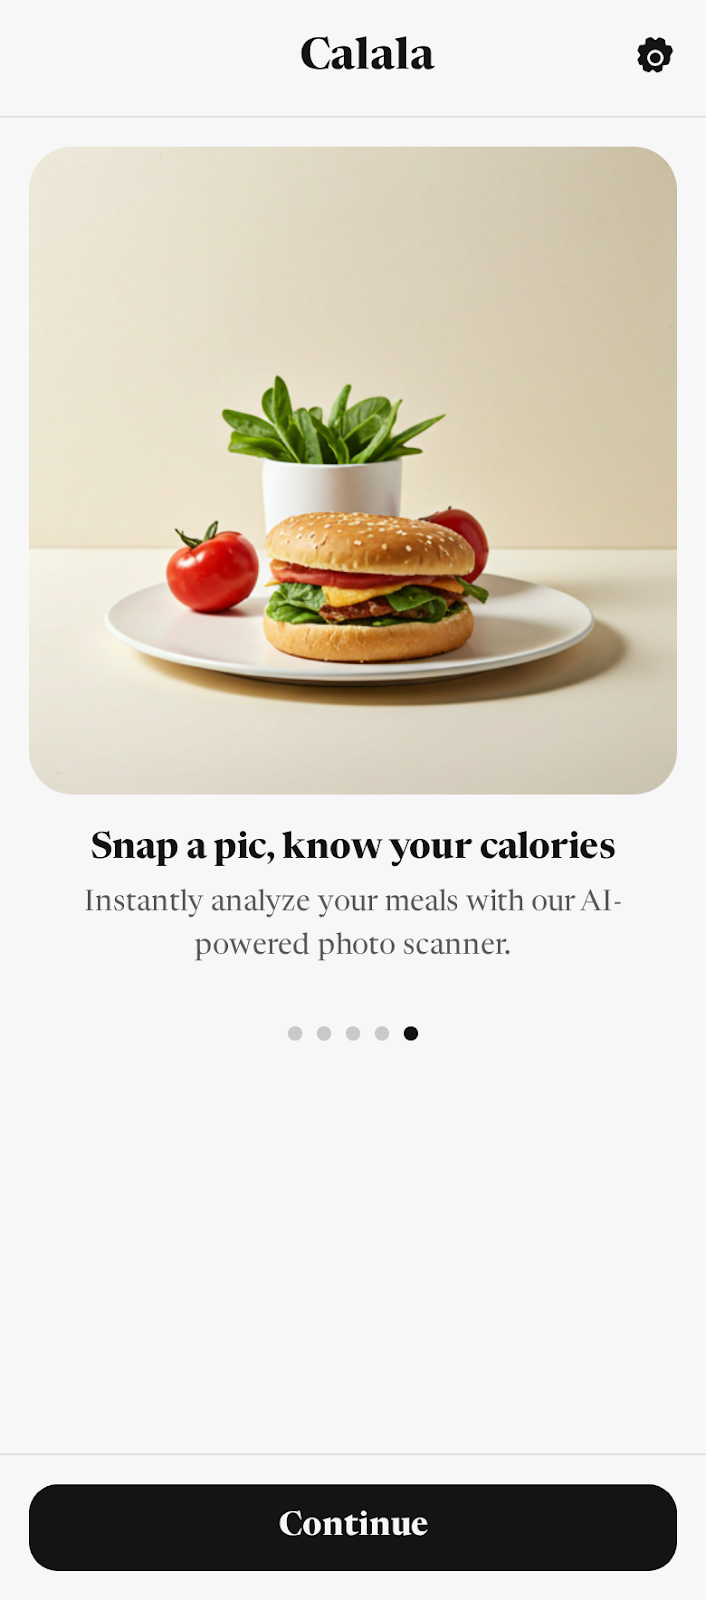 Calala
Snap a pic, know your calories
Instantly analyze your meals with our AI-
powered photo scanner.
Continue